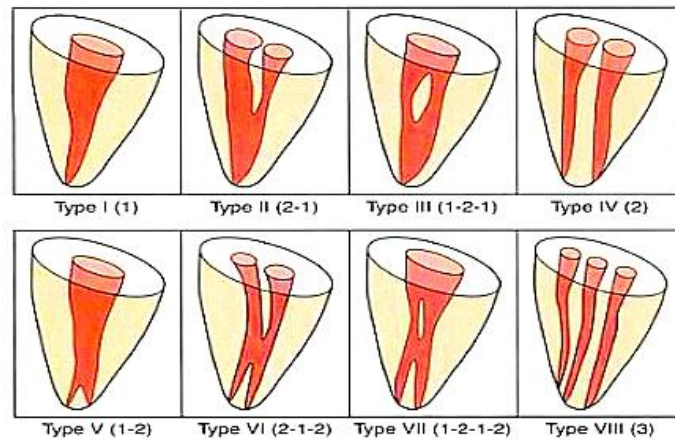 Type I (1) Type II (2-1) Type III (1-2-1) Type IV (2)
Type V (1-2) Type VI (2-1-2) Type VII (1-2-1-2) Type VIII (3)